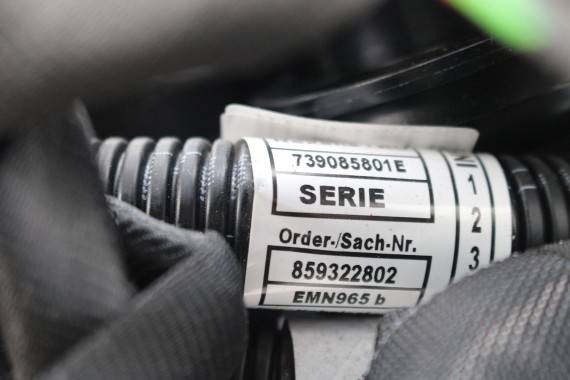 739085801E
SERIE
Order-/Sach-Nr.
859322802
EMN965 b
1
2
3